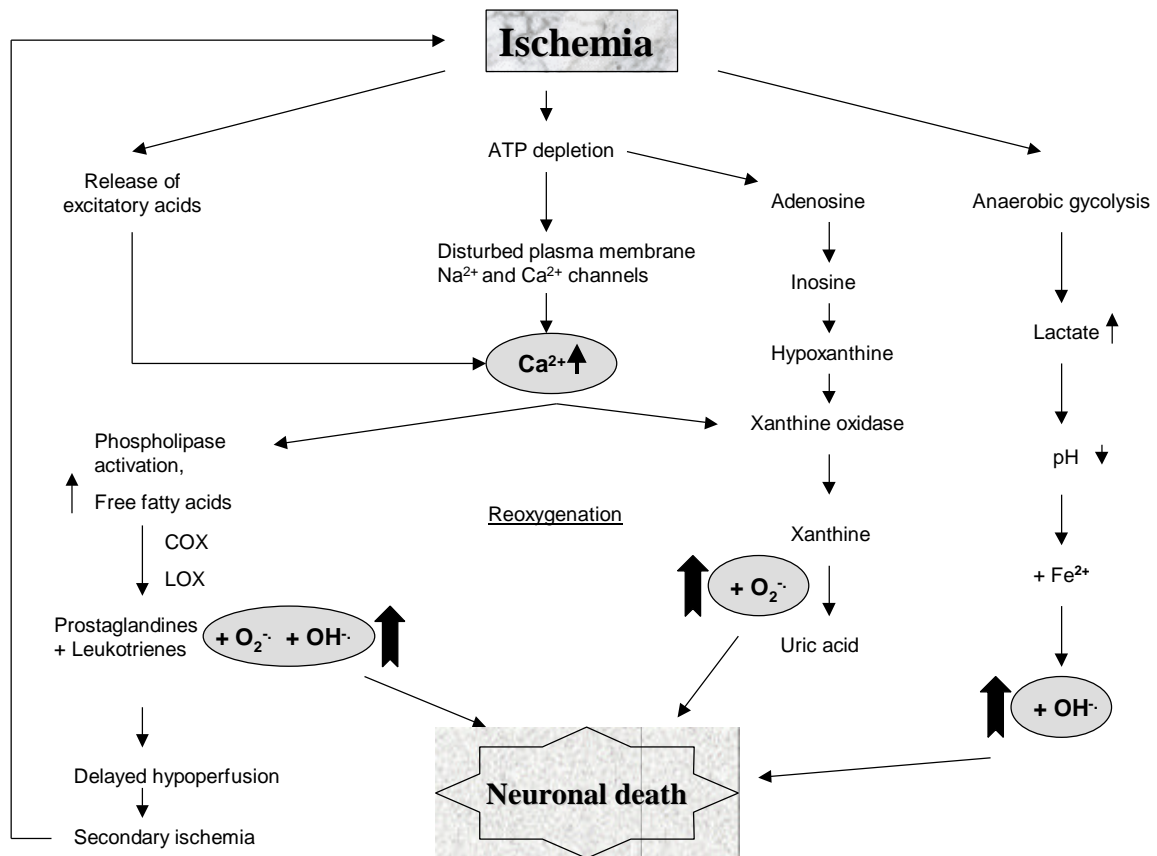 Ischemia
ATP depletion
Release of
excitatory acids
Adenosine
Anaerobic gycolysis
Disturbed plasma membrane
Na²⁺ and Ca²⁺ channels
Inosine
Lactate
Ca²⁺
Hypoxanthine
Xanthine oxidase
Phospholipase
activation,
pH
Free fatty acids
Reoxygenation
COX
Xanthine
LOX
+ Fe²⁺
+ O₂⁻·
Prostaglandines
+ Leukotrienes
+ O₂⁻· + OH⁻·
Uric acid
+ OH⁻·
Delayed hypoperfusion
Neuronal death
Secondary ischemia